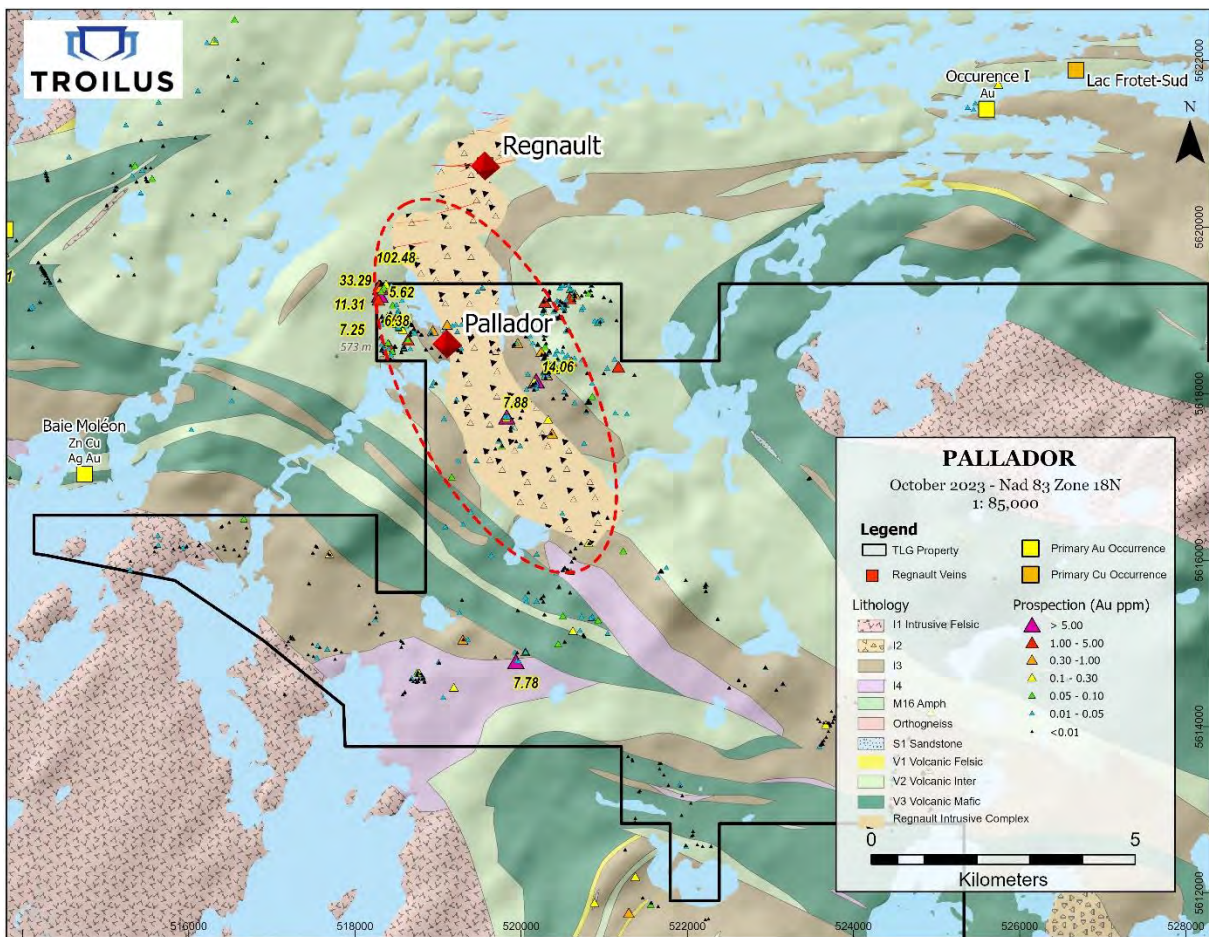 TROILUS
Regnault
Occurence I
Au
Lac Frotet-Sud
N
5622000
5620000
5618000
5616000
5614000
5612000
102.48
33.29
5.62
11.31
6.38
7.25
573 m
Pallador
14.06
7.88
7.78
1
Baie Moléon
Zn Cu
Ag Au
PALLADOR
October 2023 - Nad 83 Zone 18N
1: 85,000
Legend
TLG Property
Regnault Veins
Primary Au Occurrence
Primary Cu Occurrence
Lithology
I1 Intrusive Felsic
I2
I3
I4
M16 Amph
Orthogneiss
S1 Sandstone
V1 Volcanic Felsic
V2 Volcanic Inter
V3 Volcanic Mafic
Regnault Intrusive Complex
Prospection (Au ppm)
> 5.00
1.00 - 5.00
0.30 -1.00
0.1 - 0.30
0.05 - 0.10
0.01 - 0.05
<0.01
0
5
Kilometers
516000
518000
520000
522000
524000
526000
528000